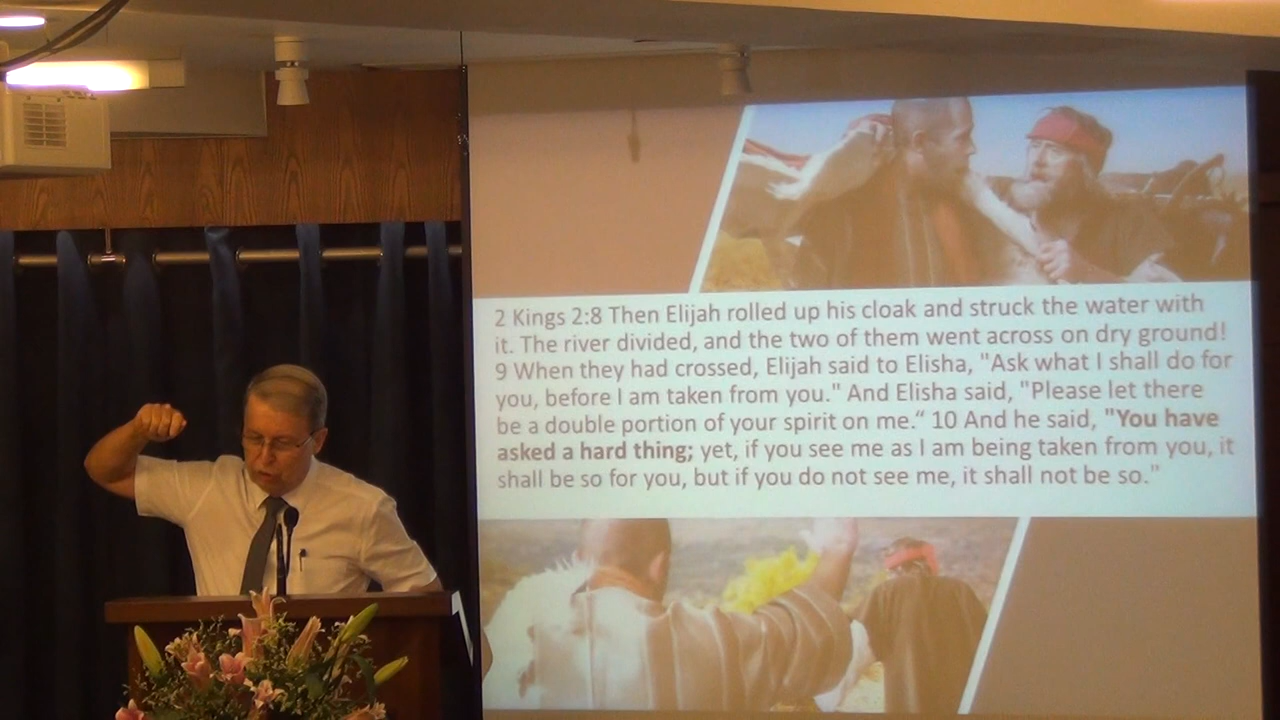 2 Kings 2:8 Then Elijah rolled up his cloak and struck the water with
it. The river divided, and the two of them went across on dry ground!
9 When they had crossed, Elijah said to Elisha, "Ask what I shall do for
you, before I am taken from you." And Elisha said, "Please let there
be a double portion of your spirit on me.“ 10 And he said, "You have
asked a hard thing; yet, if you see me as I am being taken from you, it
shall be so for you, but if you do not see me, it shall not be so."